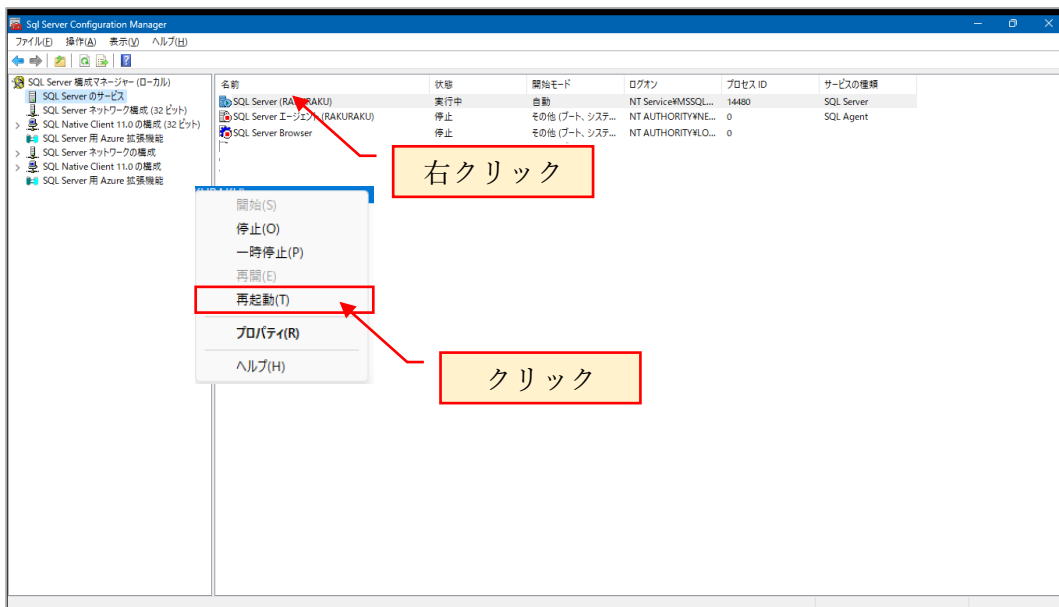 Sql Server Configuration Manager
ファイル(F) 操作(A) 表示(V) ヘルプ(H)
SQL Server 構成マネージャー (ローカル)
SQL Server のサービス
SQL Server ネットワーク構成 (32 ビット)
SQL Native Client 11.0 の構成 (32 ビット)
SQL Server 用 Azure 拡張機能
SQL Server ネットワークの構成
SQL Native Client 11.0 の構成
SQL Server 用 Azure 拡張機能
名前 状態 開始モード ログオン プロセス ID サービスの種類
SQL Server (RAKURAKU) 実行中 自動 NT Service¥MSSQL... 14480 SQL Server
SQL Server エージェント (RAKURAKU) 停止 その他 (ブート、システ... NT AUTHORITY¥NE... 0 SQL Agent
SQL Server Browser 停止 その他 (ブート、システ... NT AUTHORITY¥LO... 0
右クリック
開始(S)
停止(O)
一時停止(P)
再開(E)
再起動(T)
プロパティ(R)
ヘルプ(H)
クリック